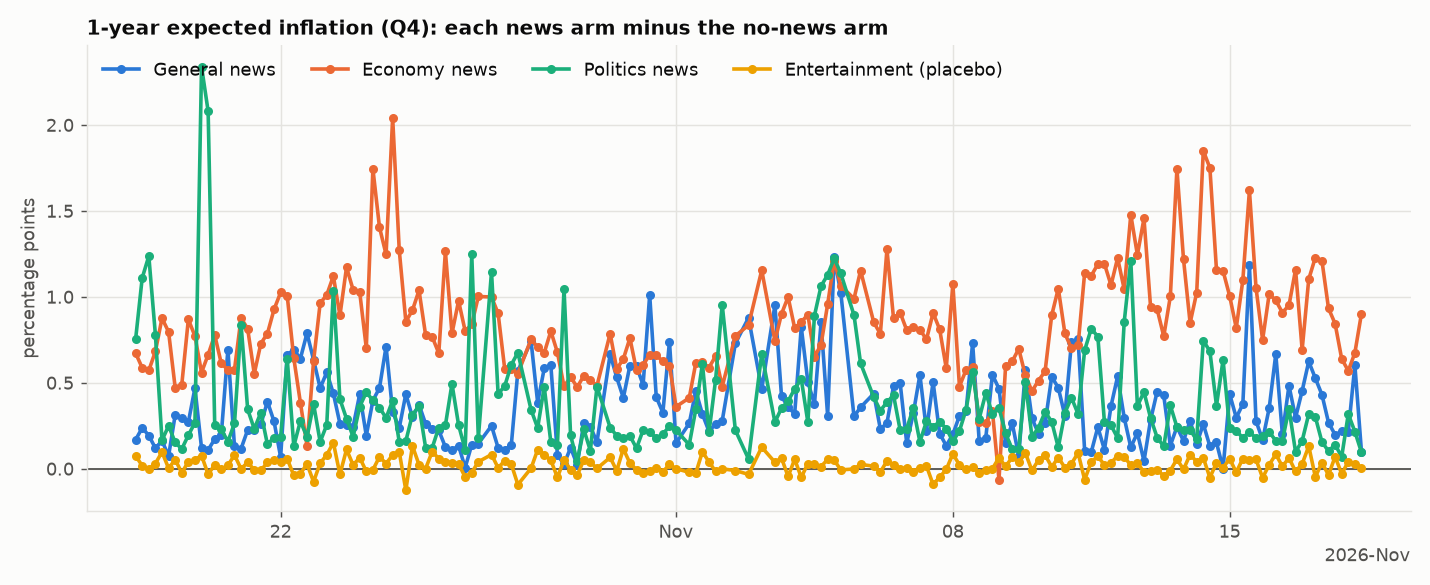 1-year expected inflation (Q4): each news arm minus the no-news arm
General news
Economy news
Politics news
Entertainment (placebo)
percentage points
2.0
1.5
1.0
0.5
0.0
22
Nov
08
15
2026-Nov